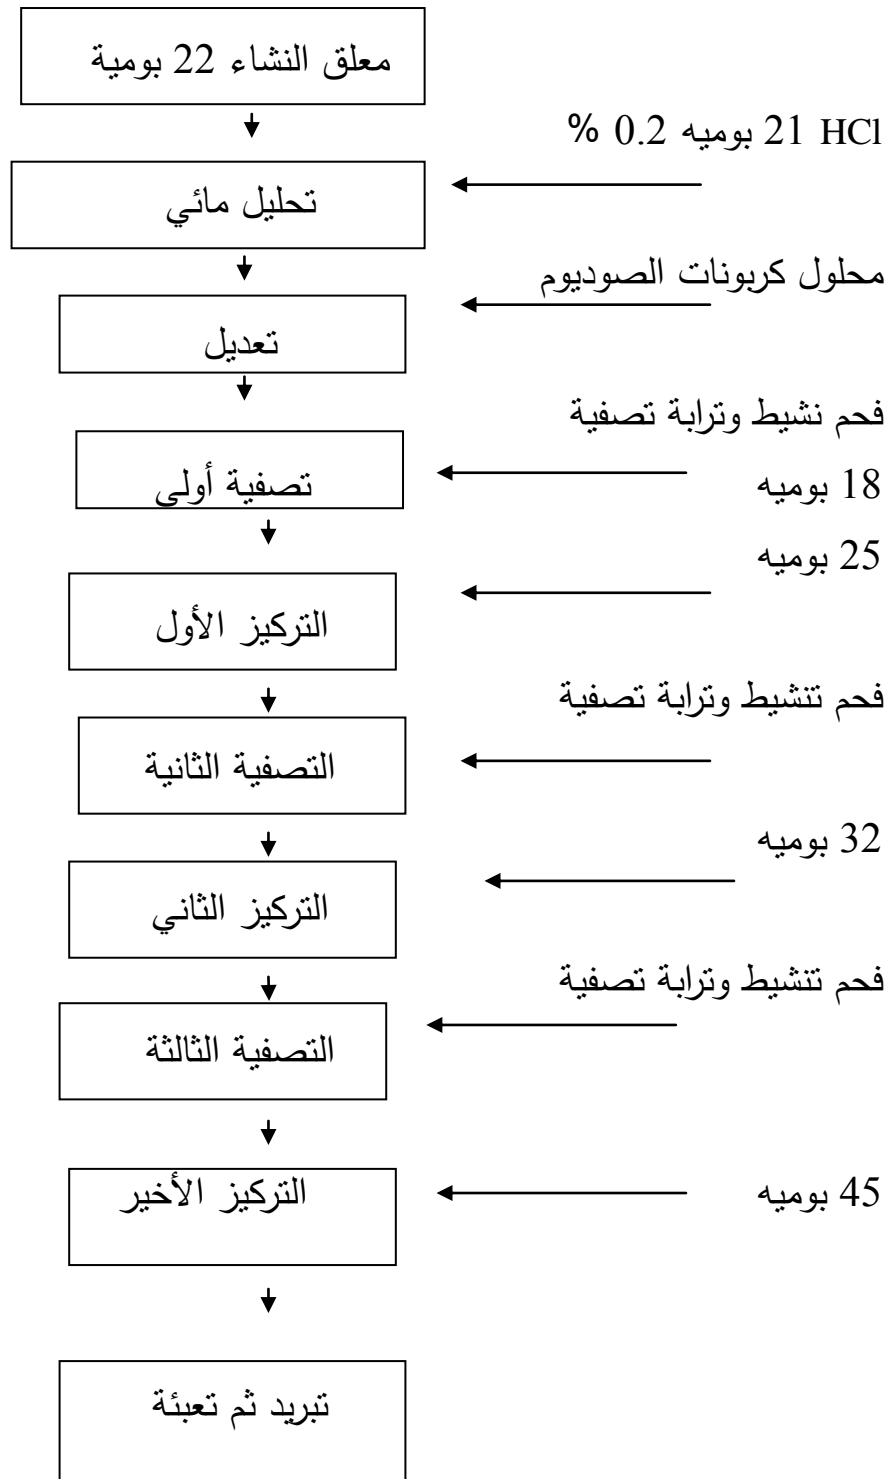 معلق النشاء 22 بومية
HCl 21 بوميه 0.2 %
تحليل مائي
محلول كربونات الصوديوم
تعديل
فحم نشيط وترابة تصفية
تصفية أولى
18 بوميه
25 بوميه
التركيز الأول
فحم تنشيط وترابة تصفية
التصفية الثانية
32 بوميه
التركيز الثاني
فحم تنشيط وترابة تصفية
التصفية الثالثة
التركيز الأخير
45 بوميه
تبريد ثم تعبئة